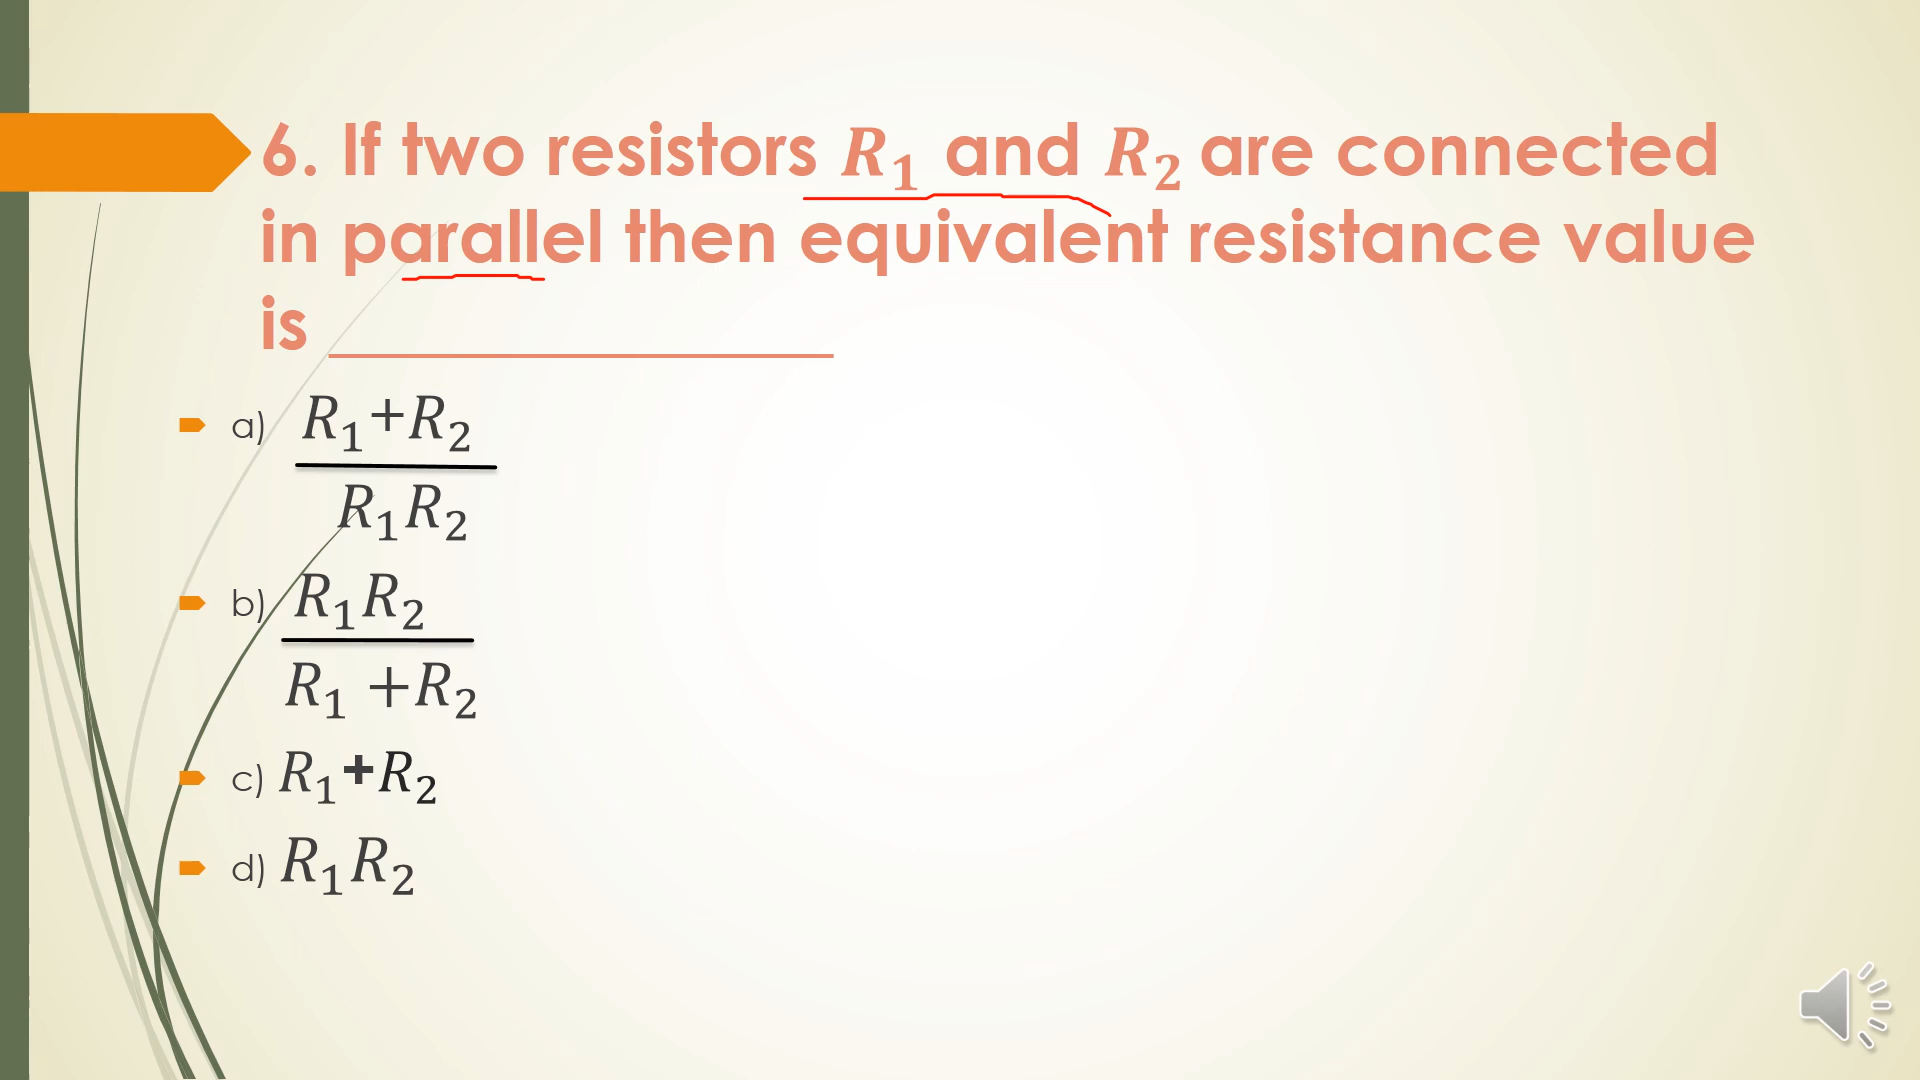 6. If two resistors R₁ and R₂ are connected
in parallel then equivalent resistance value
is ______________
a) R₁+R₂
R₁R₂
b) R₁R₂
R₁ +R₂
c) R₁+R₂
d) R₁R₂